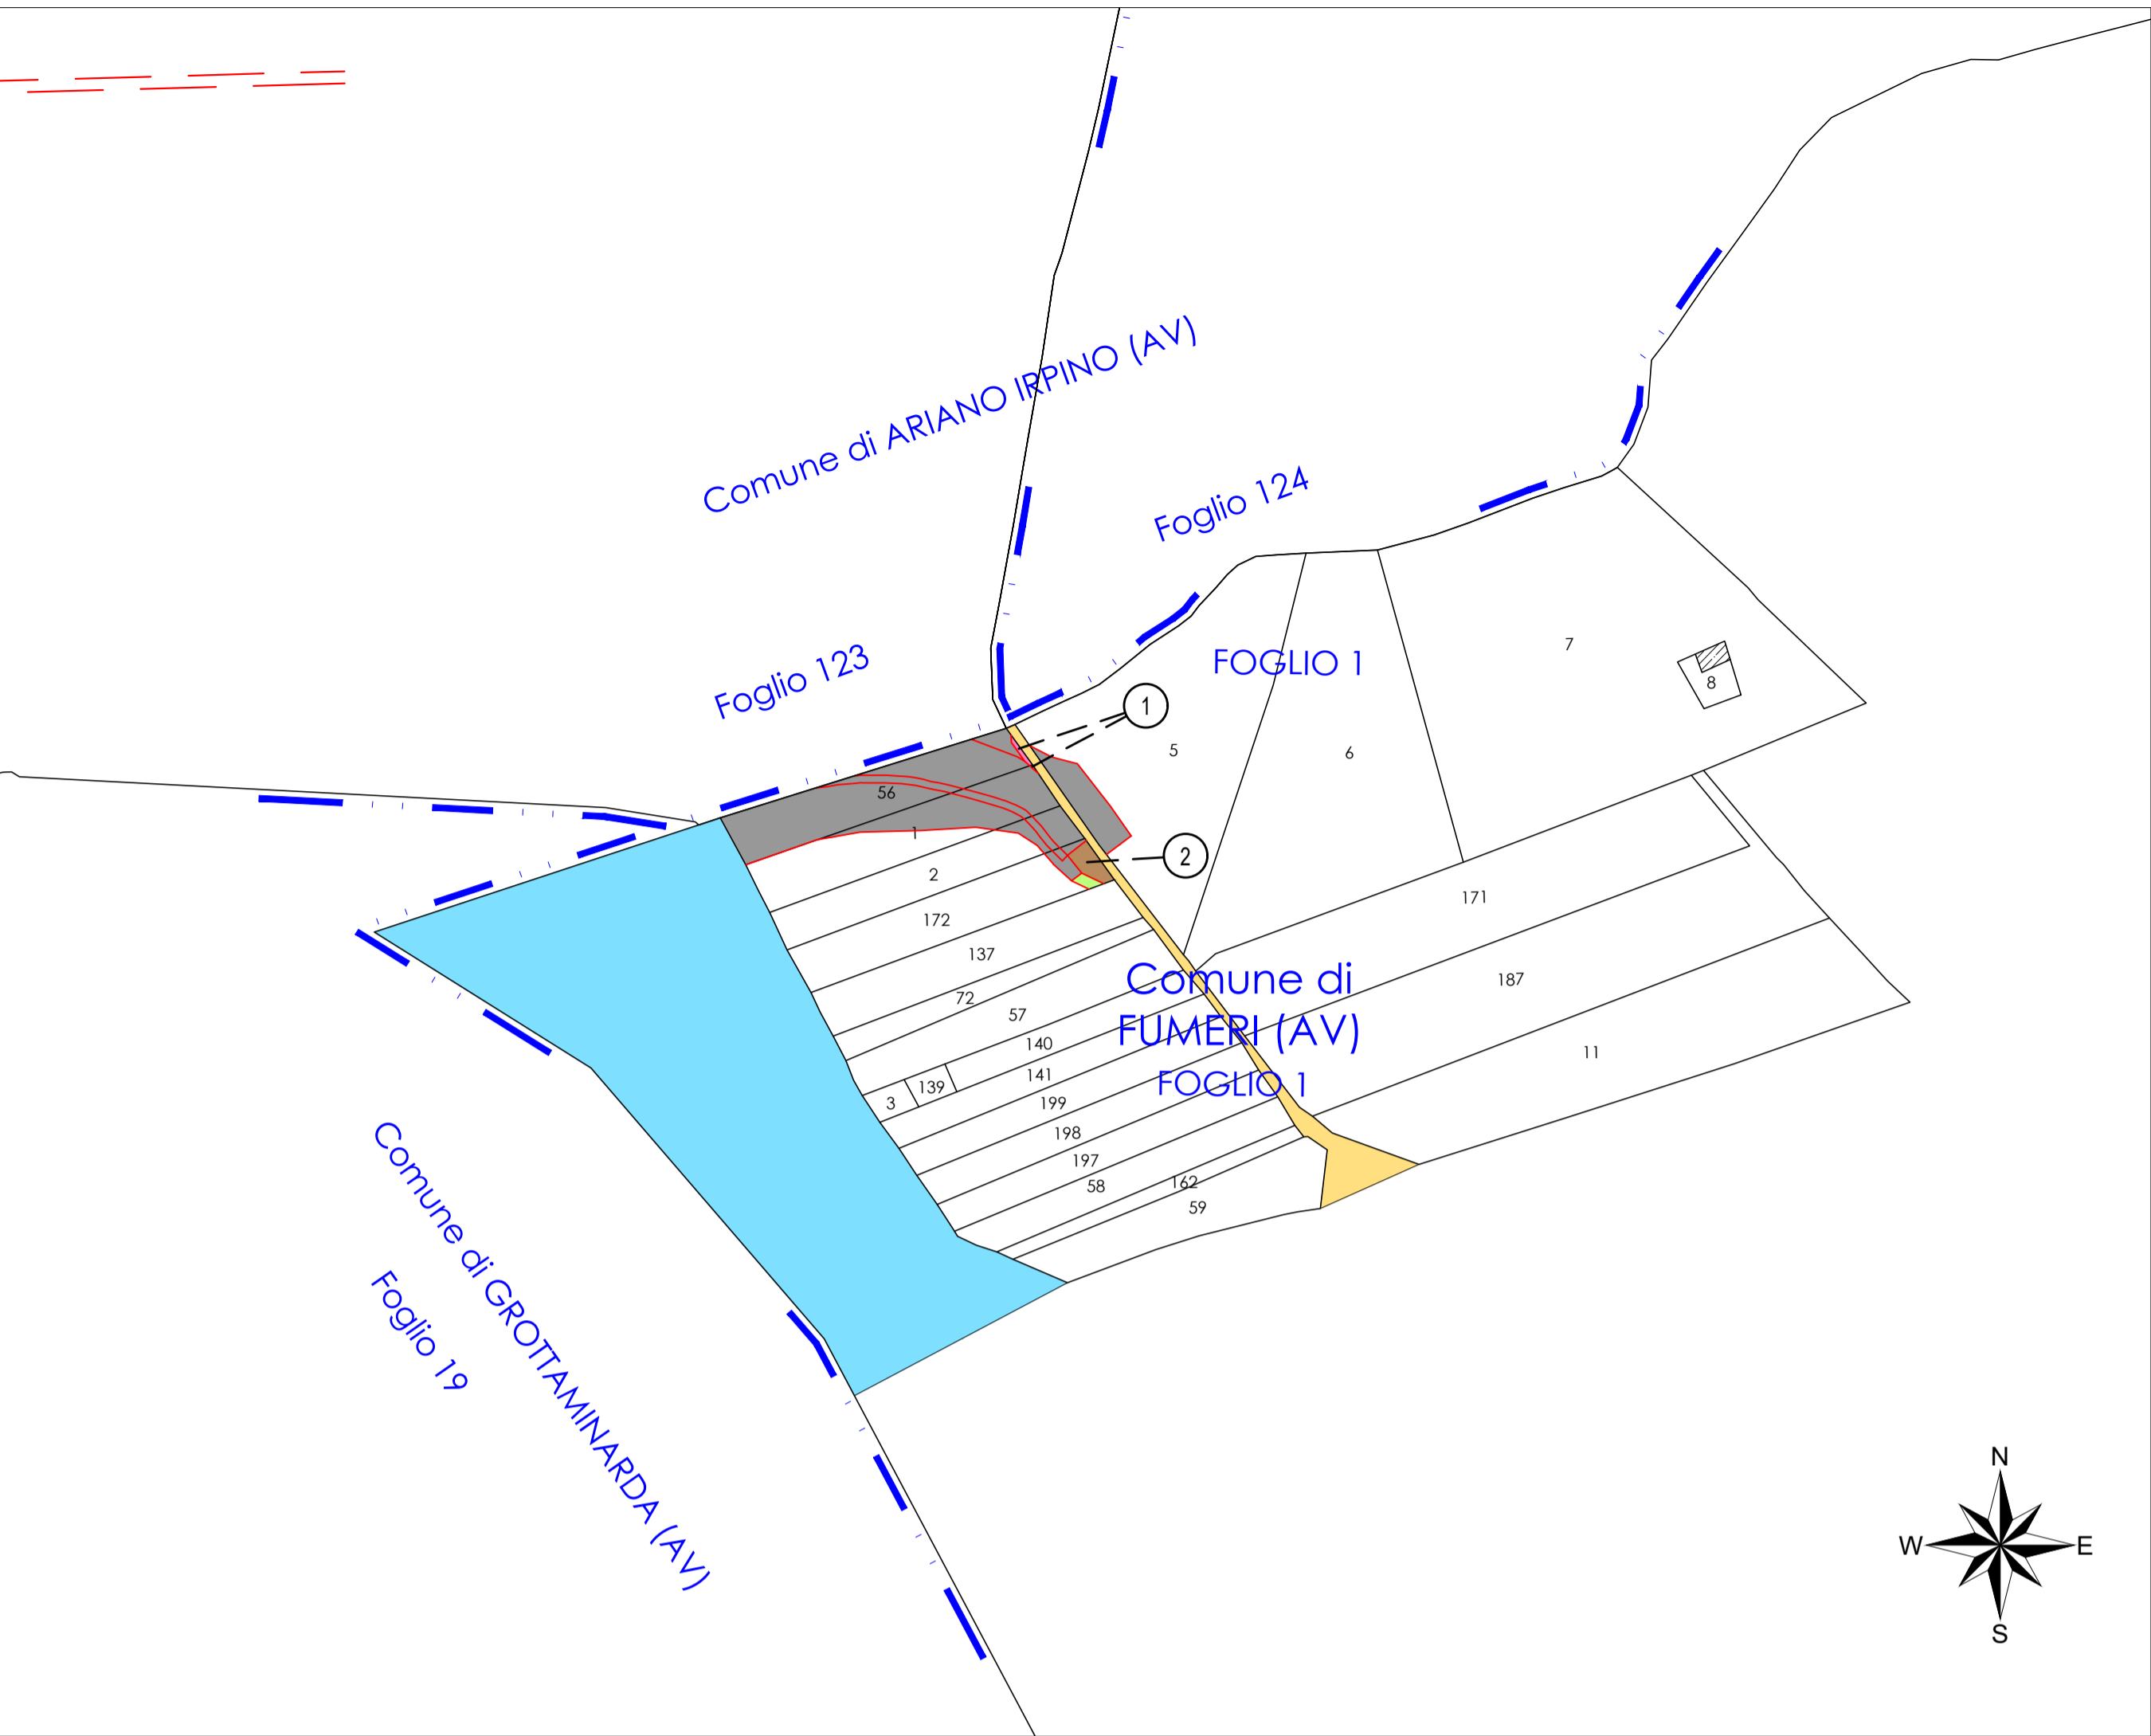 Comune di ARIANO IRPINO (AV)
Foglio 124
Foglio 123
FOGLIO 1
7
8
1
5
6
56
1
2
2
172
171
137
187
72
57
140
11
141
139
3
199
198
197
58
162
59
Comune di
FUMERI (AV)
FOGLIO 1
Comune di GROTTAMINARDA (AV)
Foglio 19
N
W
E
S